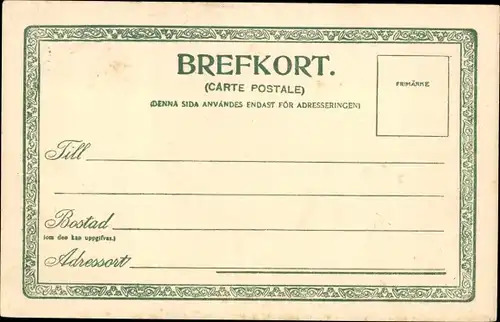 BREFKORT.
(CARTE POSTALE)
(DENNA SIDA ANVÄNDES ENDAST FÖR ADRESSERINGEN)
FRIMÄRKE
Till
Bostad
(om den kan uppgifvas.)
Adressort